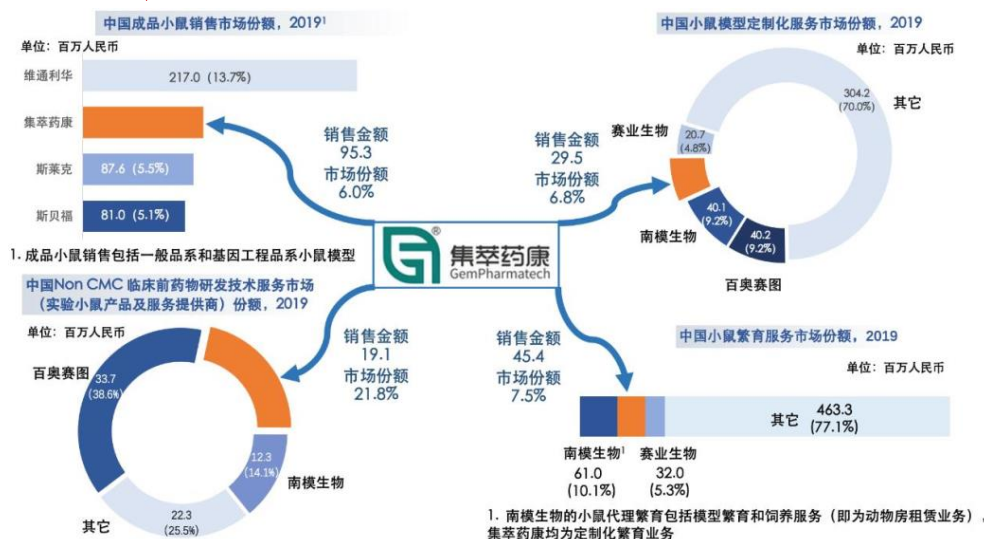 中国成品小鼠销售市场份额，2019¹
单位：百万人民币
维通利华
217.0 (13.7%)
集萃药康
斯莱克
87.6 (5.5%)
斯贝福
81.0 (5.1%)
1. 成品小鼠销售包括一般品系和基因工程品系小鼠模型
销售金额
95.3
市场份额
6.0%
中国小鼠模型定制化服务市场份额，2019
单位：百万人民币
304.2
(70.0%)
其它
赛业生物
20.7
(4.8%)
40.1
(9.2%)
南模生物
40.2
(9.2%)
百奥赛图
销售金额
29.5
市场份额
6.8%
®
集萃药康
GemPharmatech
中国Non CMC 临床前药物研发技术服务市场
（实验小鼠产品及服务提供商）份额，2019
单位：百万人民币
百奥赛图
33.7
(38.6%)
12.3
(14.1%)
南模生物
22.3
(25.5%)
其它
销售金额
19.1
市场份额
21.8%
销售金额
45.4
市场份额
7.5%
中国小鼠繁育服务市场份额，2019
单位：百万人民币
其它
463.3
(77.1%)
南模生物¹
61.0
(10.1%)
赛业生物
32.0
(5.3%)
1. 南模生物的小鼠代理繁育包括模型繁育和饲养服务（即为动物房租赁业务），
集萃药康均为定制化繁育业务